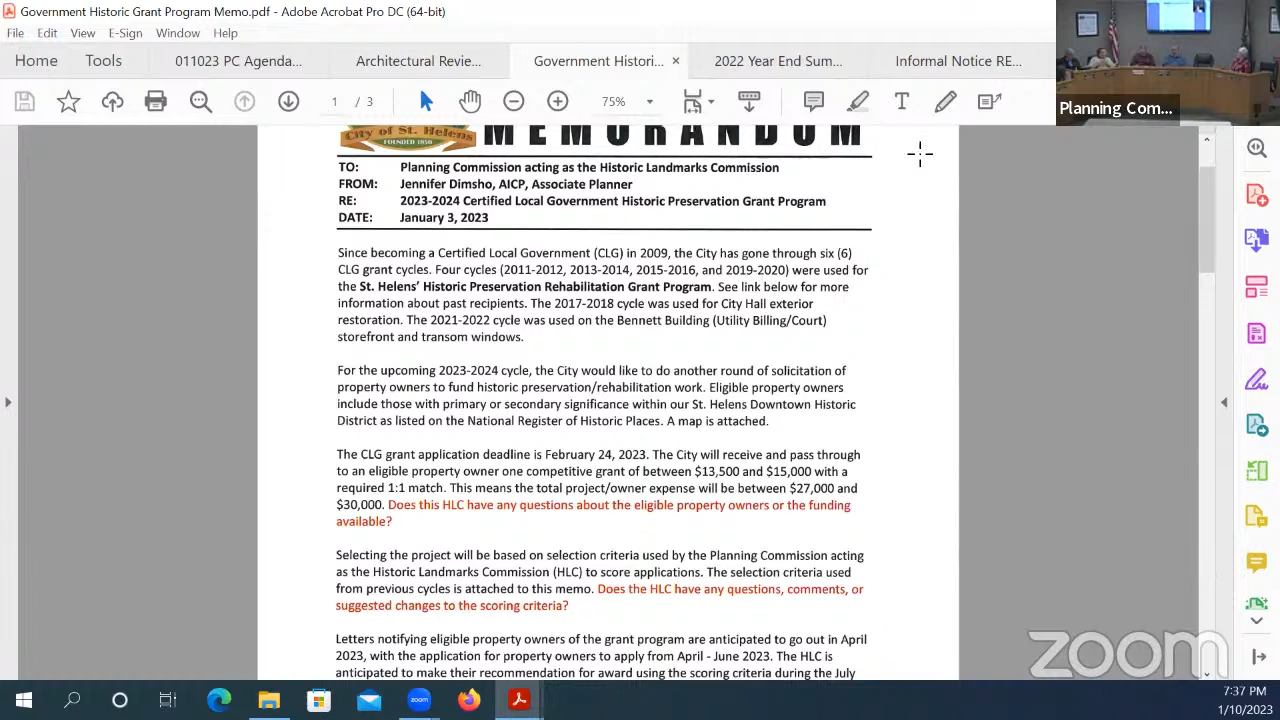 Government Historic Grant Program Memo.pdf - Adobe Acrobat Pro DC (64-bit)
File Edit View E-Sign Window Help
Home Tools 011023 PC Agenda... Architectural Revie... Government Histori... × 2022 Year End Sum... Informal Notice RE...
1 / 3 75%
Planning Com...
City of St. Helens
FOUNDED 1850
MEMORANDUM
TO: Planning Commission acting as the Historic Landmarks Commission
FROM: Jennifer Dimsho, AICP, Associate Planner
RE: 2023-2024 Certified Local Government Historic Preservation Grant Program
DATE: January 3, 2023
Since becoming a Certified Local Government (CLG) in 2009, the City has gone through six (6)
CLG grant cycles. Four cycles (2011-2012, 2013-2014, 2015-2016, and 2019-2020) were used for
the St. Helens' Historic Preservation Rehabilitation Grant Program. See link below for more
information about past recipients. The 2017-2018 cycle was used for City Hall exterior
restoration. The 2021-2022 cycle was used on the Bennett Building (Utility Billing/Court)
storefront and transom windows.
For the upcoming 2023-2024 cycle, the City would like to do another round of solicitation of
property owners to fund historic preservation/rehabilitation work. Eligible property owners
include those with primary or secondary significance within our St. Helens Downtown Historic
District as listed on the National Register of Historic Places. A map is attached.
The CLG grant application deadline is February 24, 2023. The City will receive and pass through
to an eligible property owner one competitive grant of between $13,500 and $15,000 with a
required 1:1 match. This means the total project/owner expense will be between $27,000 and
$30,000. Does this HLC have any questions about the eligible property owners or the funding
available?
Selecting the project will be based on selection criteria used by the Planning Commission acting
as the Historic Landmarks Commission (HLC) to score applications. The selection criteria used
from previous cycles is attached to this memo. Does the HLC have any questions, comments, or
suggested changes to the scoring criteria?
Letters notifying eligible property owners of the grant program are anticipated to go out in April
2023, with the application for property owners to apply from April - June 2023. The HLC is
anticipated to make their recommendation for award using the scoring criteria during the July
zoom
zoom
7:37 PM
1/10/2023